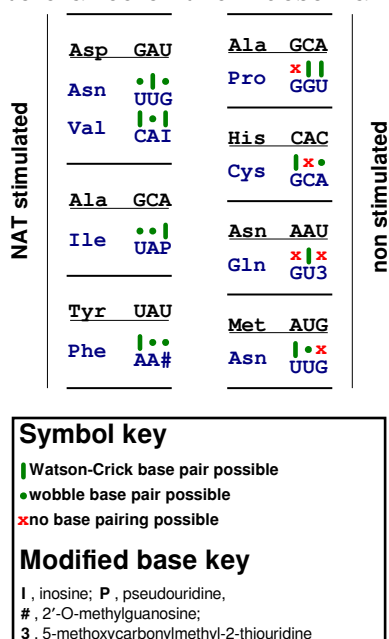 NAT stimulated
Asp GAU
Asn UUG
Val CAI
Ala GCA
Ile UAP
Tyr UAU
Phe AA#
Ala GCA
Pro x GGU
His CAC
Cys x GCA
Asn AAU
Gln x x GU3
Met AUG
Asn x UUG
non stimulated
Symbol key
Watson-Crick base pair possible
wobble base pair possible
x no base pairing possible
Modified base key
I , inosine; P , pseudouridine,
# , 2′-O-methylguanosine;
3 , 5-methoxycarbonylmethyl-2-thiouridine